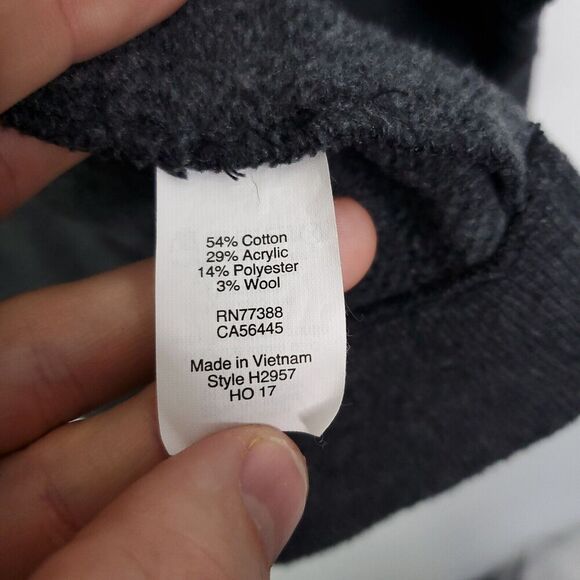 54% Cotton
29% Acrylic
14% Polyester
3% Wool
RN77388
CA56445
Made in Vietnam
Style H2957
HO 17